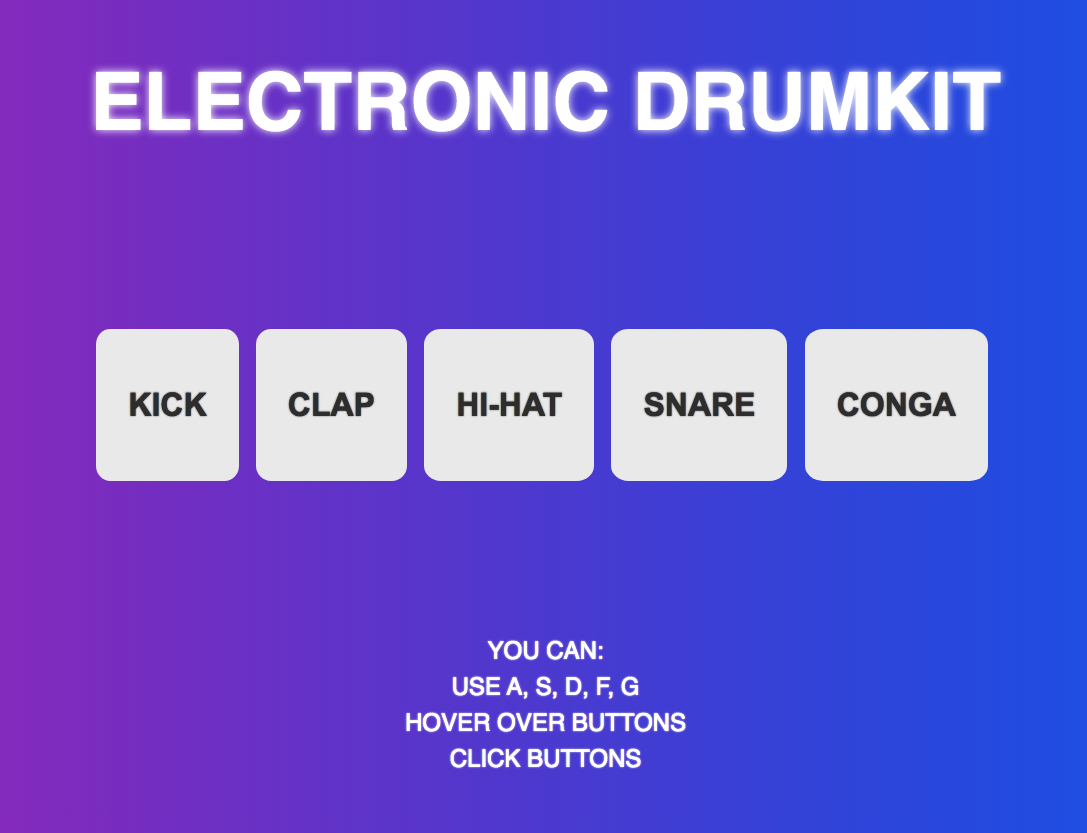 ELECTRONIC DRUMKIT
KICK
CLAP
HI-HAT
SNARE
CONGA
YOU CAN:
USE A, S, D, F, G
HOVER OVER BUTTONS
CLICK BUTTONS